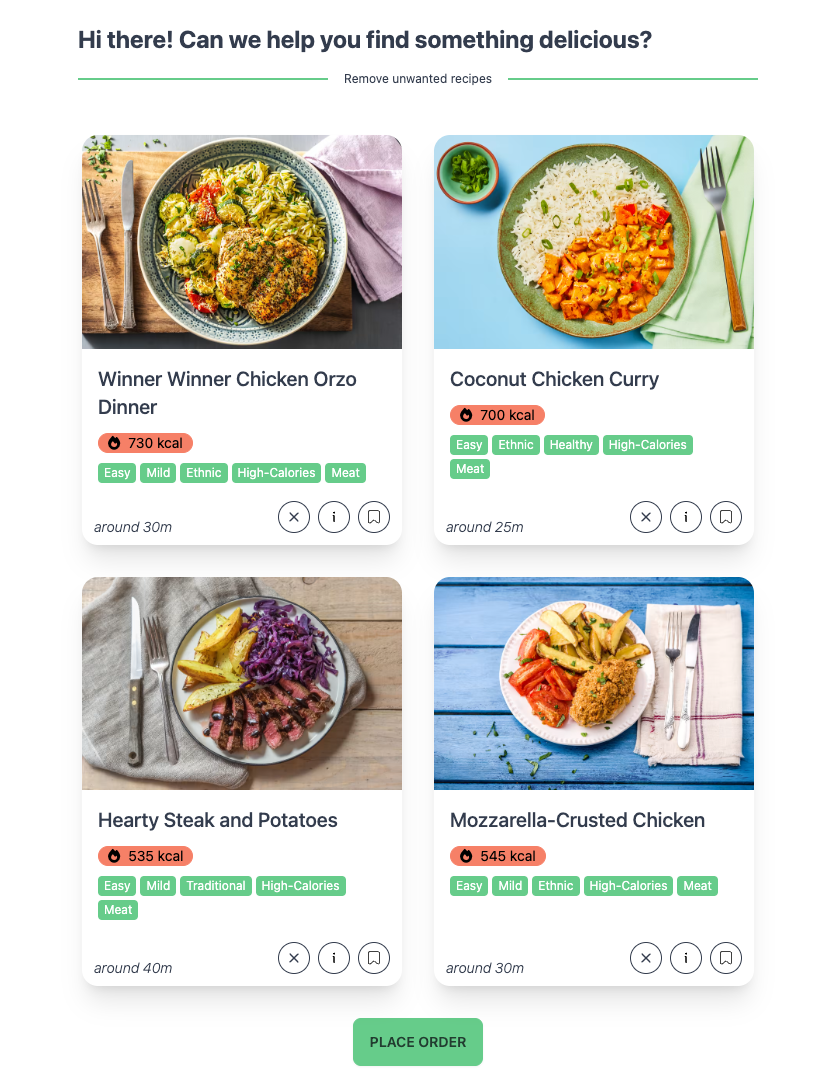 Hi there! Can we help you find something delicious?
Remove unwanted recipes
Winner Winner Chicken Orzo
Dinner
730 kcal
Easy Mild Ethnic High-Calories Meat
around 30m
Coconut Chicken Curry
700 kcal
Easy Ethnic Healthy High-Calories
Meat
around 25m
Hearty Steak and Potatoes
535 kcal
Easy Mild Traditional High-Calories
Meat
around 40m
Mozzarella-Crusted Chicken
545 kcal
Easy Mild Ethnic High-Calories Meat
around 30m
PLACE ORDER